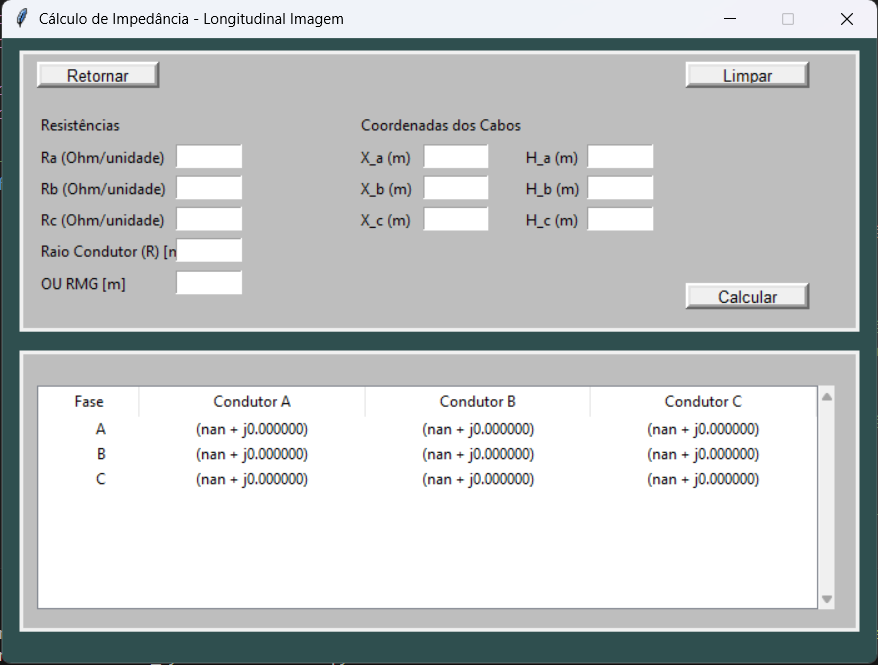 Cálculo de Impedância - Longitudinal Imagem
Retornar Limpar
Resistências Coordenadas dos Cabos
Ra (Ohm/unidade) X_a (m) H_a (m)
Rb (Ohm/unidade) X_b (m) H_b (m)
Rc (Ohm/unidade) X_c (m) H_c (m)
Raio Condutor (R) [n
OU RMG [m]
Calcular
Fase Condutor A Condutor B Condutor C
A (nan + j0.000000) (nan + j0.000000) (nan + j0.000000)
B (nan + j0.000000) (nan + j0.000000) (nan + j0.000000)
C (nan + j0.000000) (nan + j0.000000) (nan + j0.000000)